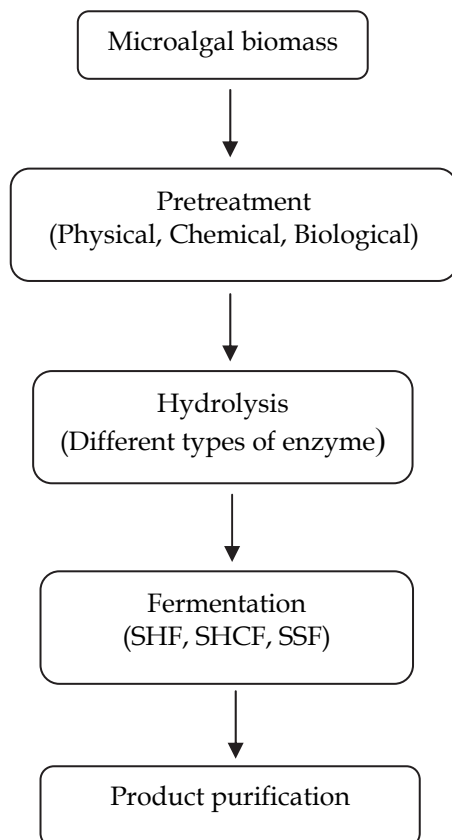 Microalgal biomass
Pretreatment
(Physical, Chemical, Biological)
Hydrolysis
(Different types of enzyme)
Fermentation
(SHF, SHCF, SSF)
Product purification